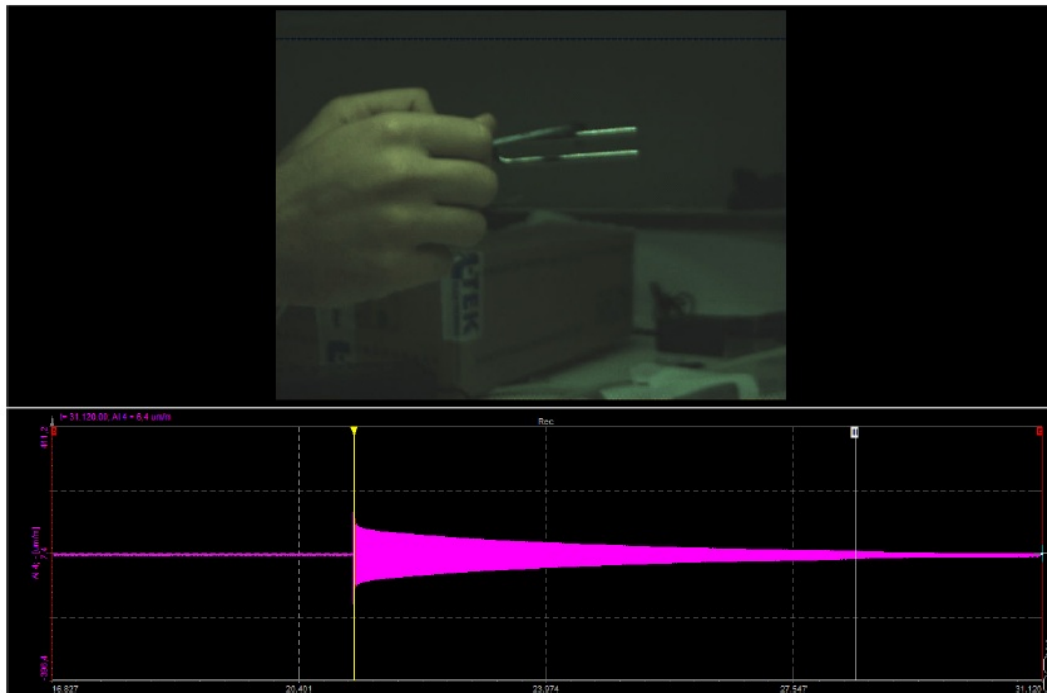 TEK
t= 31.120.00, AI 4 = 6.4 um/m
Rec
AI 4; - [um/m]
16.827 20.401 23.974 27.547 31.120